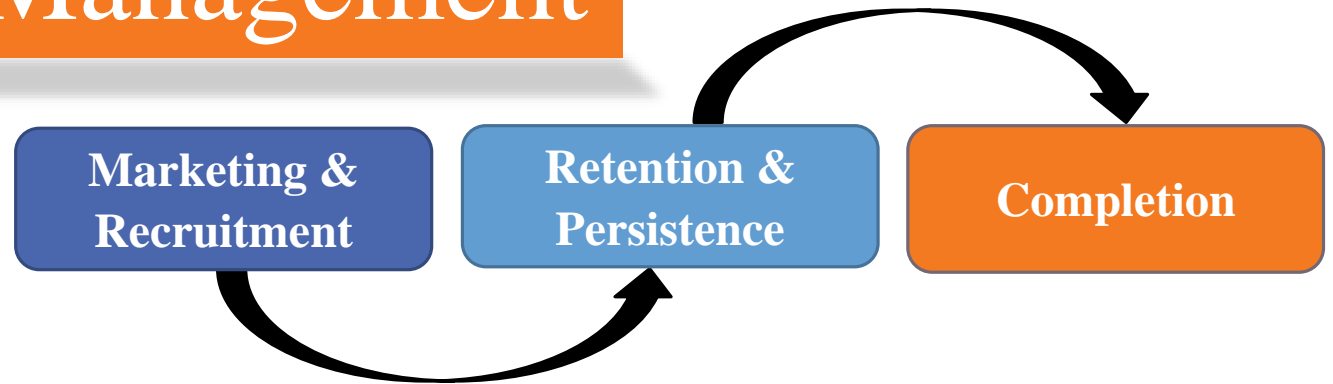 Management
Marketing &
Recruitment
Retention &
Persistence
Completion